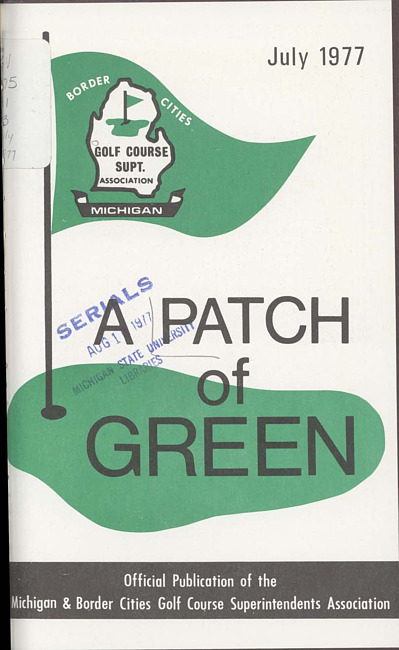 July 1977
BORDER CITIES
GOLF COURSE
SUPT.
ASSOCIATION
MICHIGAN
SERIALS
AUG 1 1977
MICHIGAN STATE UNIVERSITY
LIBRARIES
A PATCH
of
GREEN
Official Publication of the
Michigan & Border Cities Golf Course Superintendents Association